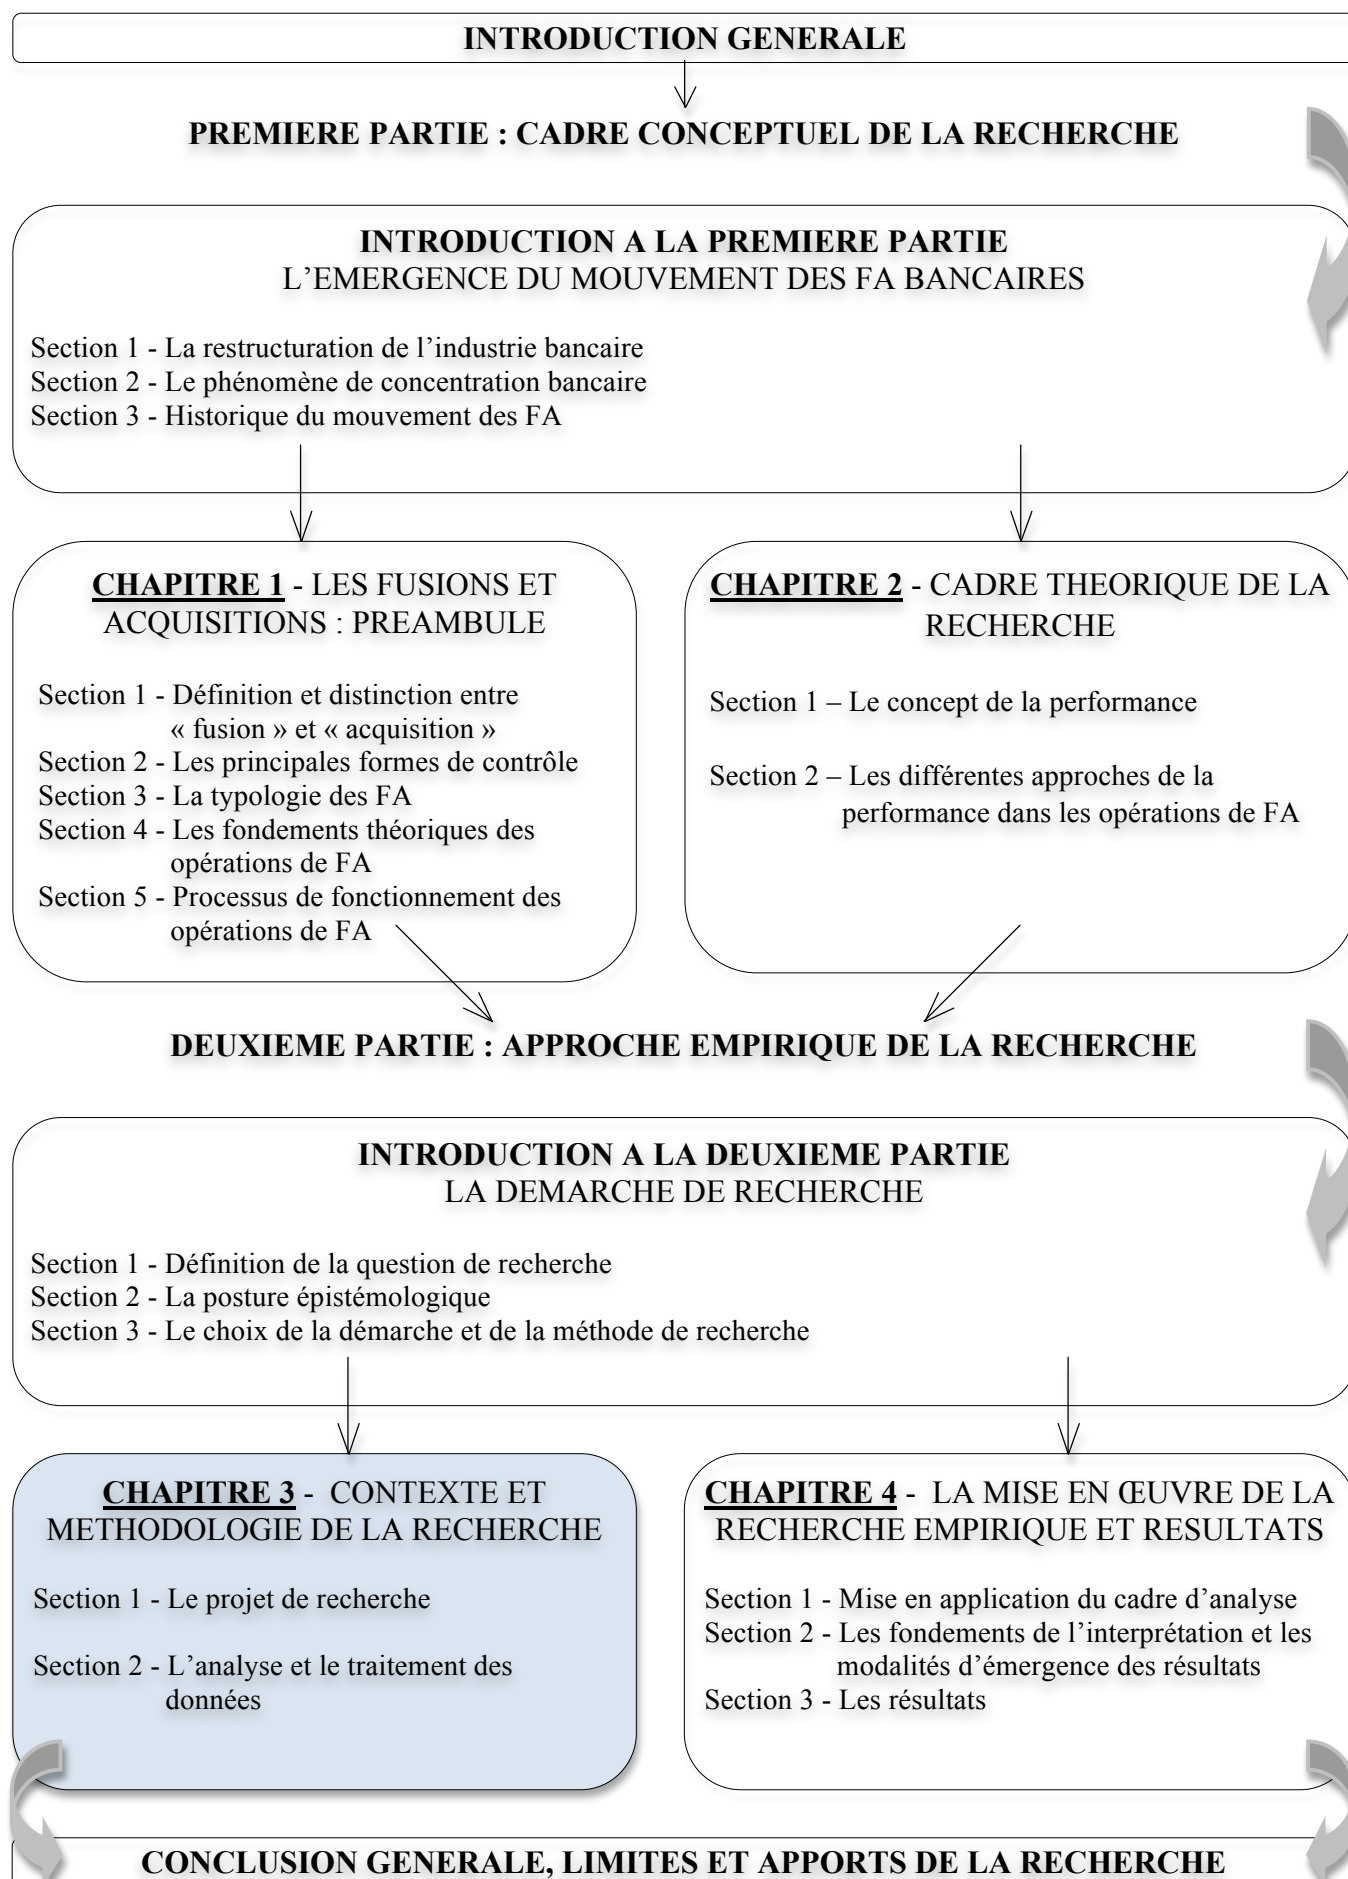 INTRODUCTION GENERALE
PREMIERE PARTIE : CADRE CONCEPTUEL DE LA RECHERCHE
INTRODUCTION A LA PREMIERE PARTIE
L’EMERGENCE DU MOUVEMENT DES FA BANCAIRES
Section 1 - La restructuration de l’industrie bancaire
Section 2 - Le phénomène de concentration bancaire
Section 3 - Historique du mouvement des FA
CHAPITRE 1 - LES FUSIONS ET
ACQUISITIONS : PREAMBULE
Section 1 - Définition et distinction entre
« fusion » et « acquisition »
Section 2 - Les principales formes de contrôle
Section 3 - La typologie des FA
Section 4 - Les fondements théoriques des
opérations de FA
Section 5 - Processus de fonctionnement des
opérations de FA
CHAPITRE 2 - CADRE THEORIQUE DE LA
RECHERCHE
Section 1 – Le concept de la performance
Section 2 – Les différentes approches de la
performance dans les opérations de FA
DEUXIEME PARTIE : APPROCHE EMPIRIQUE DE LA RECHERCHE
INTRODUCTION A LA DEUXIEME PARTIE
LA DEMARCHE DE RECHERCHE
Section 1 - Définition de la question de recherche
Section 2 - La posture épistémologique
Section 3 - Le choix de la démarche et de la méthode de recherche
CHAPITRE 3 - CONTEXTE ET
METHODOLOGIE DE LA RECHERCHE
Section 1 - Le projet de recherche
Section 2 - L’analyse et le traitement des
données
CHAPITRE 4 - LA MISE EN ŒUVRE DE LA
RECHERCHE EMPIRIQUE ET RESULTATS
Section 1 - Mise en application du cadre d’analyse
Section 2 - Les fondements de l’interprétation et les
modalités d’émergence des résultats
Section 3 - Les résultats
CONCLUSION GENERALE, LIMITES ET APPORTS DE LA RECHERCHE